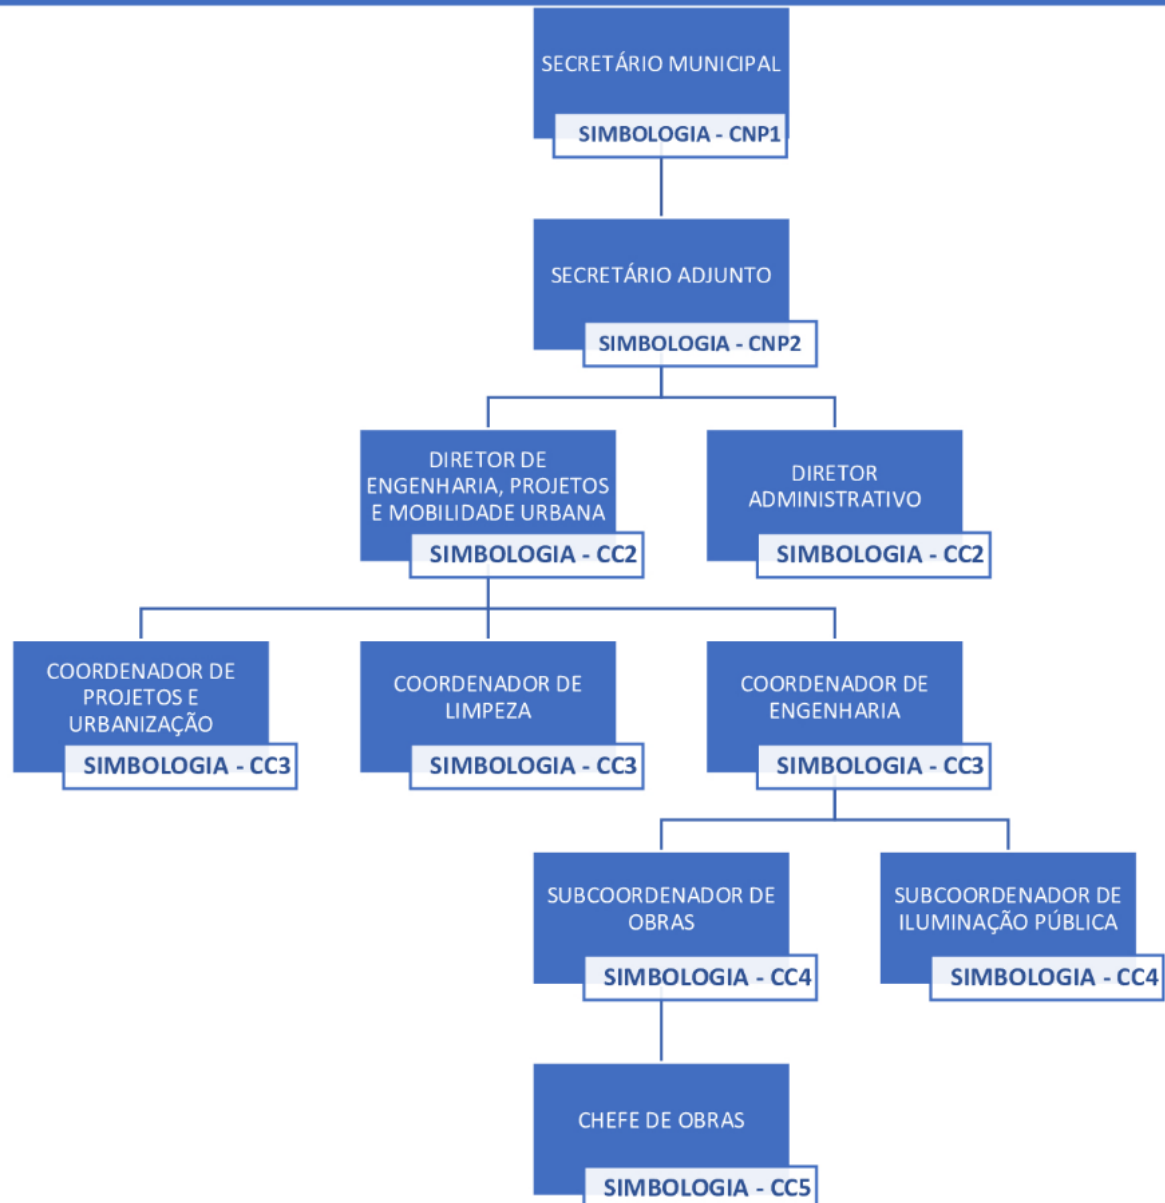 SECRETÁRIO MUNICIPAL
SIMBOLOGIA - CNP1
SECRETÁRIO ADJUNTO
SIMBOLOGIA - CNP2
DIRETOR DE
ENGENHARIA, PROJETOS
E MOBILIDADE URBANA
SIMBOLOGIA - CC2
DIRETOR
ADMINISTRATIVO
SIMBOLOGIA - CC2
COORDENADOR DE
PROJETOS E
URBANIZAÇÃO
SIMBOLOGIA - CC3
COORDENADOR DE
LIMPEZA
SIMBOLOGIA - CC3
COORDENADOR DE
ENGENHARIA
SIMBOLOGIA - CC3
SUBCOORDENADOR DE
OBRAS
SIMBOLOGIA - CC4
SUBCOORDENADOR DE
ILUMINAÇÃO PÚBLICA
SIMBOLOGIA - CC4
CHEFE DE OBRAS
SIMBOLOGIA - CC5